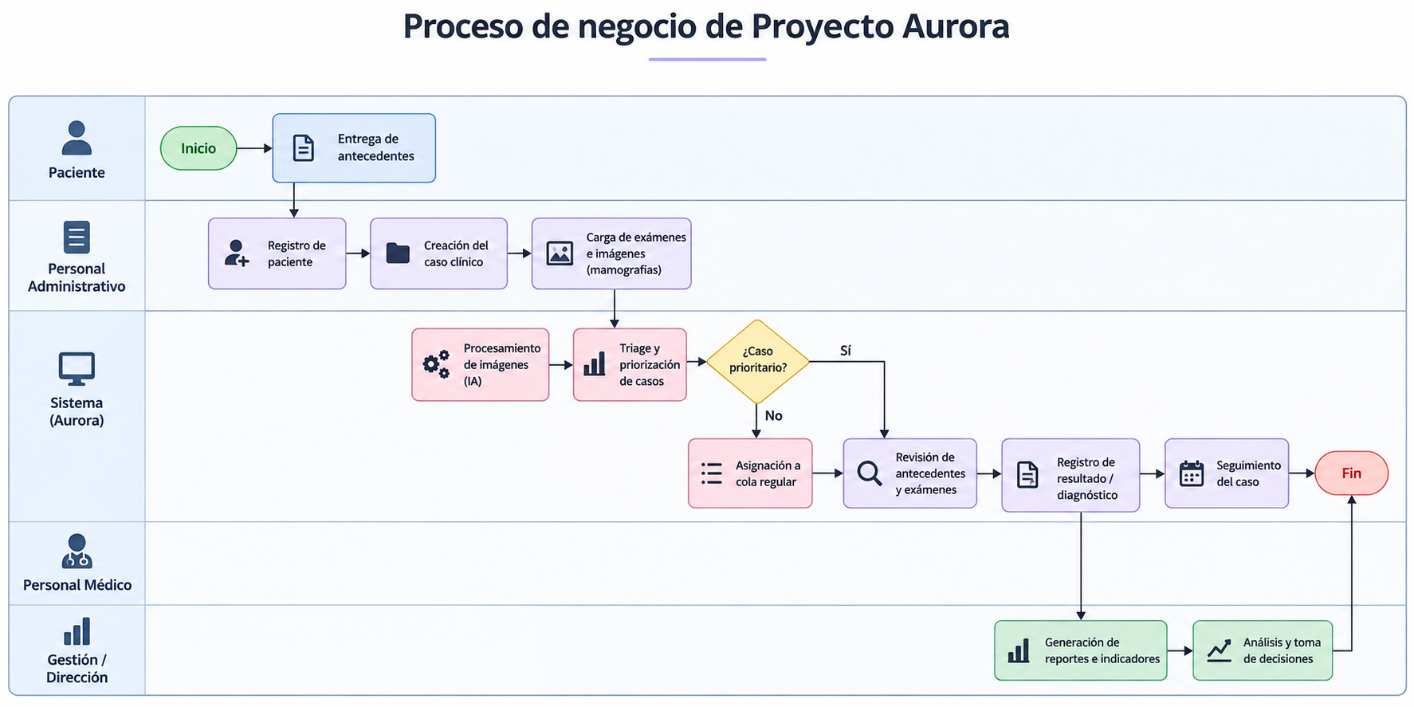 Proceso de negocio de Proyecto Aurora
Paciente
Inicio
Entrega de
antecedentes
Personal
Administrativo
Registro de
paciente
Creación del
caso clínico
Carga de exámenes
e imágenes
(mamografías)
Sistema
(Aurora)
Procesamiento
de imágenes
(IA)
Triage y
priorización
de casos
¿Caso
prioritario?
Sí
No
Asignación a
cola regular
Revisión de
antecedentes
y exámenes
Registro de
resultado /
diagnóstico
Seguimiento
del caso
Fin
Personal Médico
Gestión /
Dirección
Generación de
reportes e indicadores
Análisis y toma
de decisiones